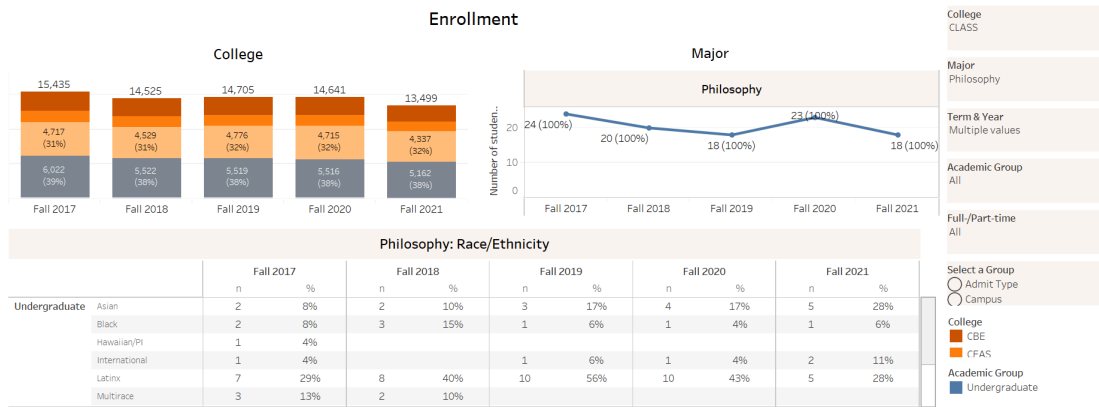 Enrollment
College
Major
15,435
14,525
14,705
14,641
13,499
4,717
(31%)
4,529
(31%)
4,776
(32%)
4,715
(32%)
4,337
(32%)
6,022
(39%)
5,522
(38%)
5,519
(38%)
5,516
(38%)
5,162
(38%)
Fall 2017 Fall 2018 Fall 2019 Fall 2020 Fall 2021
Philosophy
Number of studen..
20
10
0
24 (100%)
20 (100%)
18 (100%)
23 (100%)
18 (100%)
Fall 2017 Fall 2018 Fall 2019 Fall 2020 Fall 2021
Philosophy: Race/Ethnicity
Fall 2017 Fall 2018 Fall 2019 Fall 2020 Fall 2021
n % n % n % n % n %
Undergraduate Asian 2 8% 2 10% 3 17% 4 17% 5 28%
Black 2 8% 3 15% 1 6% 1 4% 1 6%
Hawaiian/PI 1 4%
International 1 4% 1 6% 1 4% 2 11%
Latinx 7 29% 8 40% 10 56% 10 43% 5 28%
Multirace 3 13% 2 10%
College
CLASS
Major
Philosophy
Term & Year
Multiple values
Academic Group
All
Full-/Part-time
All
Select a Group
Admit Type
Campus
College
CBE
CEAS
Academic Group
Undergraduate